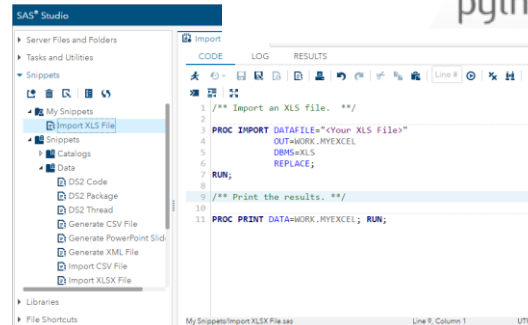 SAS® Studio
Server Files and Folders
Tasks and Utilities
Snippets
My Snippets
Import XLS File
Snippets
Catalogs
Data
DS2 Code
DS2 Package
DS2 Thread
Generate CSV File
Generate PowerPoint Slid
Generate XML File
Import CSV File
Import XLSX File
Libraries
File Shortcuts
Import
CODE LOG RESULTS
Line #
1 /** Import an XLS file. **/
2
3 PROC IMPORT DATAFILE="<Your XLS File>"
4 OUT=WORK.MYEXCEL
5 DBMS=XLS
6 REPLACE;
7 RUN;
8
9 /** Print the results. **/
10
11 PROC PRINT DATA=WORK.MYEXCEL; RUN;
My Snippets/Import XLSX File.sas Line 9, Column 1 UT